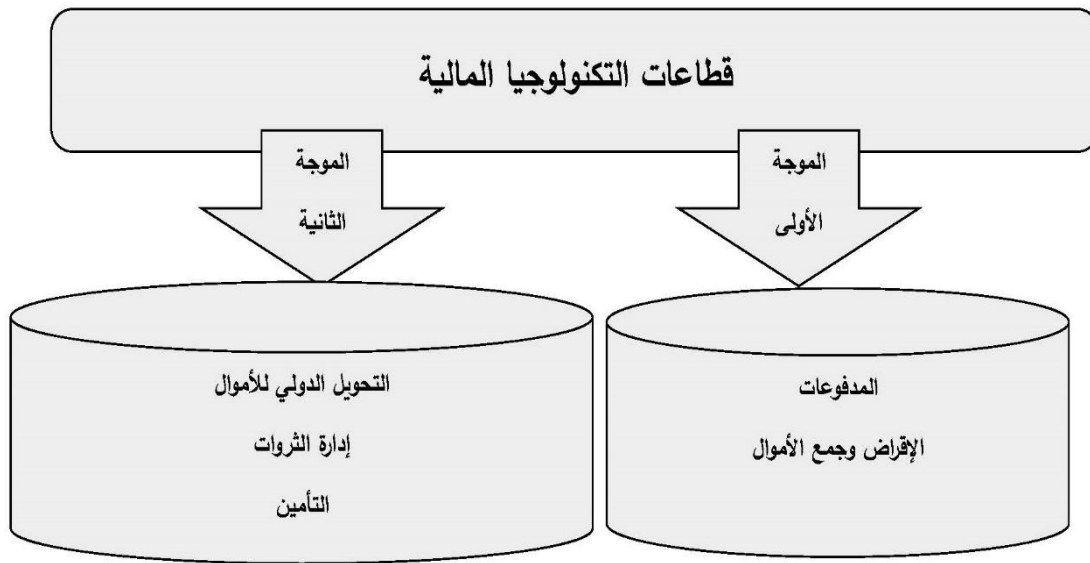 قطاعات التكنولوجيا المالية
الموجة
الأولى
المدفوعات
الإقراض وجمع الأموال
الموجة
الثانية
التحويل الدولي للأموال
إدارة الثروات
التأمين